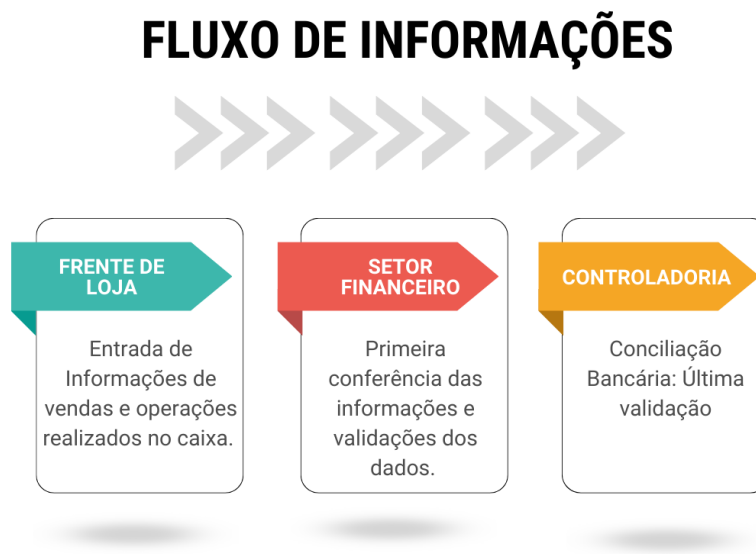 FLUXO DE INFORMAÇÕES
FRENTE DE
LOJA
Entrada de
Informações de
vendas e operações
realizados no caixa.
SETOR
FINANCEIRO
Primeira
conferência das
informações e
validações dos
dados.
CONTROLADORIA
Conciliação
Bancária: Última
validação